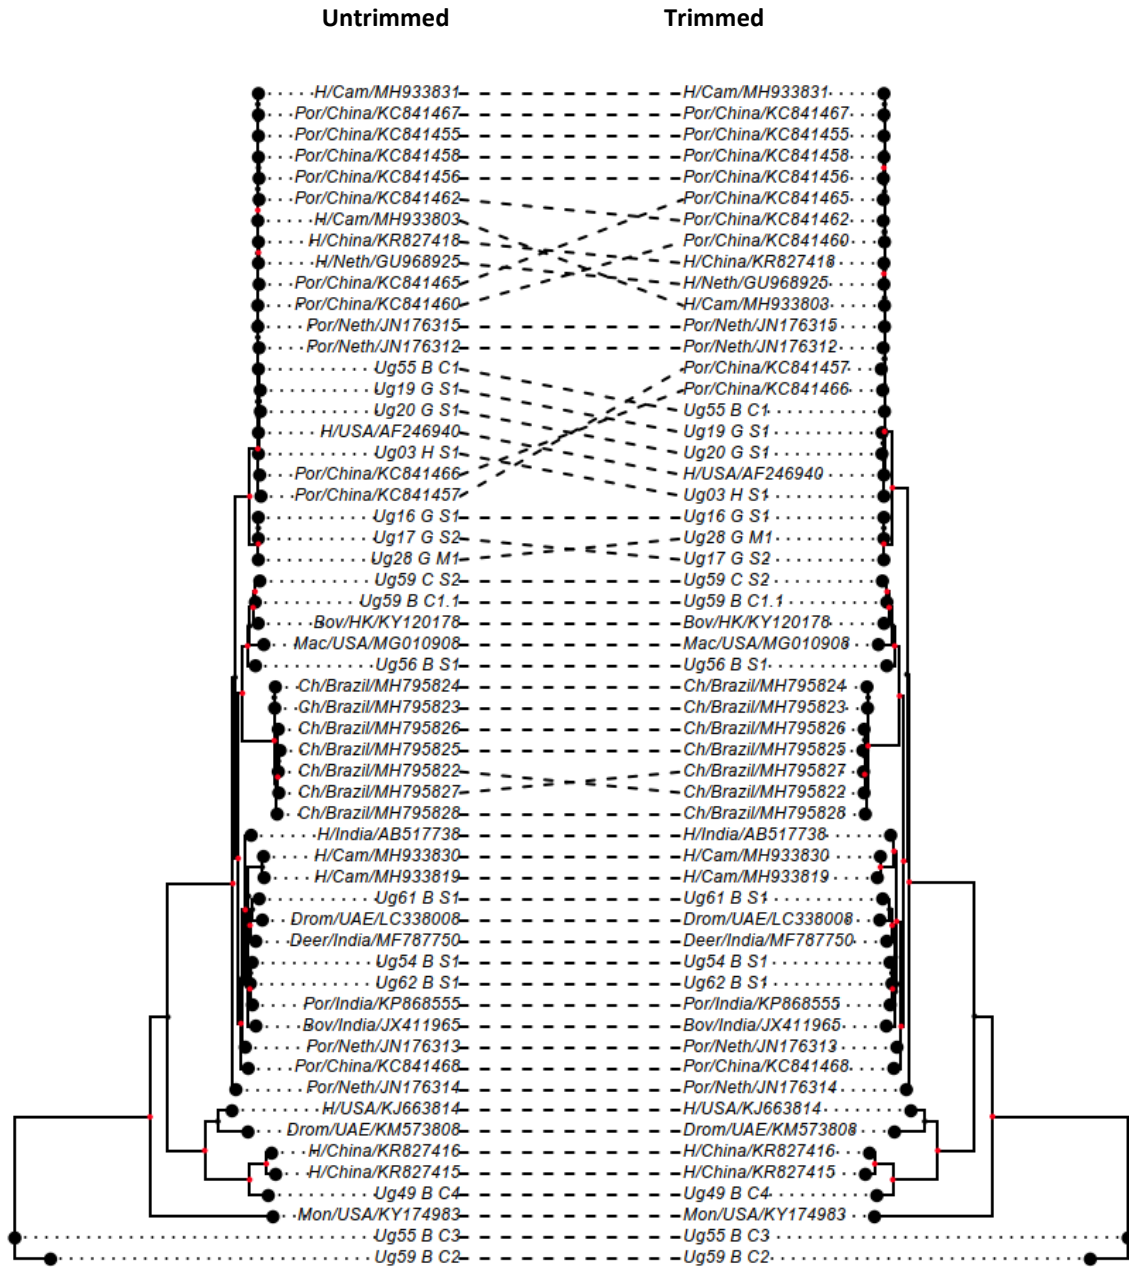 Untrimmed Trimmed
H/Cam/MH933831 H/Cam/MH933831
Por/China/KC841467 Por/China/KC841467
Por/China/KC841455 Por/China/KC841455
Por/China/KC841458 Por/China/KC841458
Por/China/KC841456 Por/China/KC841456
Por/China/KC841462 Por/China/KC841465
H/Cam/MH933803 Por/China/KC841462
H/China/KR827418 Por/China/KC841460
H/Neth/GU968925 H/China/KR827418
Por/China/KC841465 H/Neth/GU968925
Por/China/KC841460 H/Cam/MH933803
Por/Neth/JN176315 Por/Neth/JN176315
Por/Neth/JN176312 Por/Neth/JN176312
Ug55 B C1 Por/China/KC841457
Ug19 G S1 Por/China/KC841466
Ug20 G S1 Ug55 B C1
H/USA/AF246940 Ug19 G S1
Ug03 H S1 Ug20 G S1
Por/China/KC841466 H/USA/AF246940
Por/China/KC841457 Ug03 H S1
Ug16 G S1 Ug16 G S1
Ug17 G S2 Ug28 G M1
Ug28 G M1 Ug17 G S2
Ug59 C S2 Ug59 C S2
Ug59 B C1.1 Ug59 B C1.1
Bov/HK/KY120178 Bov/HK/KY120178
Mac/USA/MG010908 Mac/USA/MG010908
Ug56 B S1 Ug56 B S1
Ch/Brazil/MH795824 Ch/Brazil/MH795824
Ch/Brazil/MH795823 Ch/Brazil/MH795823
Ch/Brazil/MH795826 Ch/Brazil/MH795826
Ch/Brazil/MH795825 Ch/Brazil/MH795825
Ch/Brazil/MH795822 Ch/Brazil/MH795827
Ch/Brazil/MH795827 Ch/Brazil/MH795822
Ch/Brazil/MH795828 Ch/Brazil/MH795828
H/India/AB517738 H/India/AB517738
H/Cam/MH933830 H/Cam/MH933830
H/Cam/MH933819 H/Cam/MH933819
Ug61 B S1 Ug61 B S1
Drom/UAE/LC338008 Drom/UAE/LC338008
Deer/India/MF787750 Deer/India/MF787750
Ug54 B S1 Ug54 B S1
Ug62 B S1 Ug62 B S1
Por/India/KP868555 Por/India/KP868555
Bov/India/JX411965 Bov/India/JX411965
Por/Neth/JN176313 Por/Neth/JN176313
Por/China/KC841468 Por/China/KC841468
Por/Neth/JN176314 Por/Neth/JN176314
H/USA/KJ663814 H/USA/KJ663814
Drom/UAE/KM573808 Drom/UAE/KM573808
H/China/KR827416 H/China/KR827416
H/China/KR827415 H/China/KR827415
Ug49 B C4 Ug49 B C4
Mon/USA/KY174983 Mon/USA/KY174983
Ug55 B C3 Ug55 B C3
Ug59 B C2 Ug59 B C2